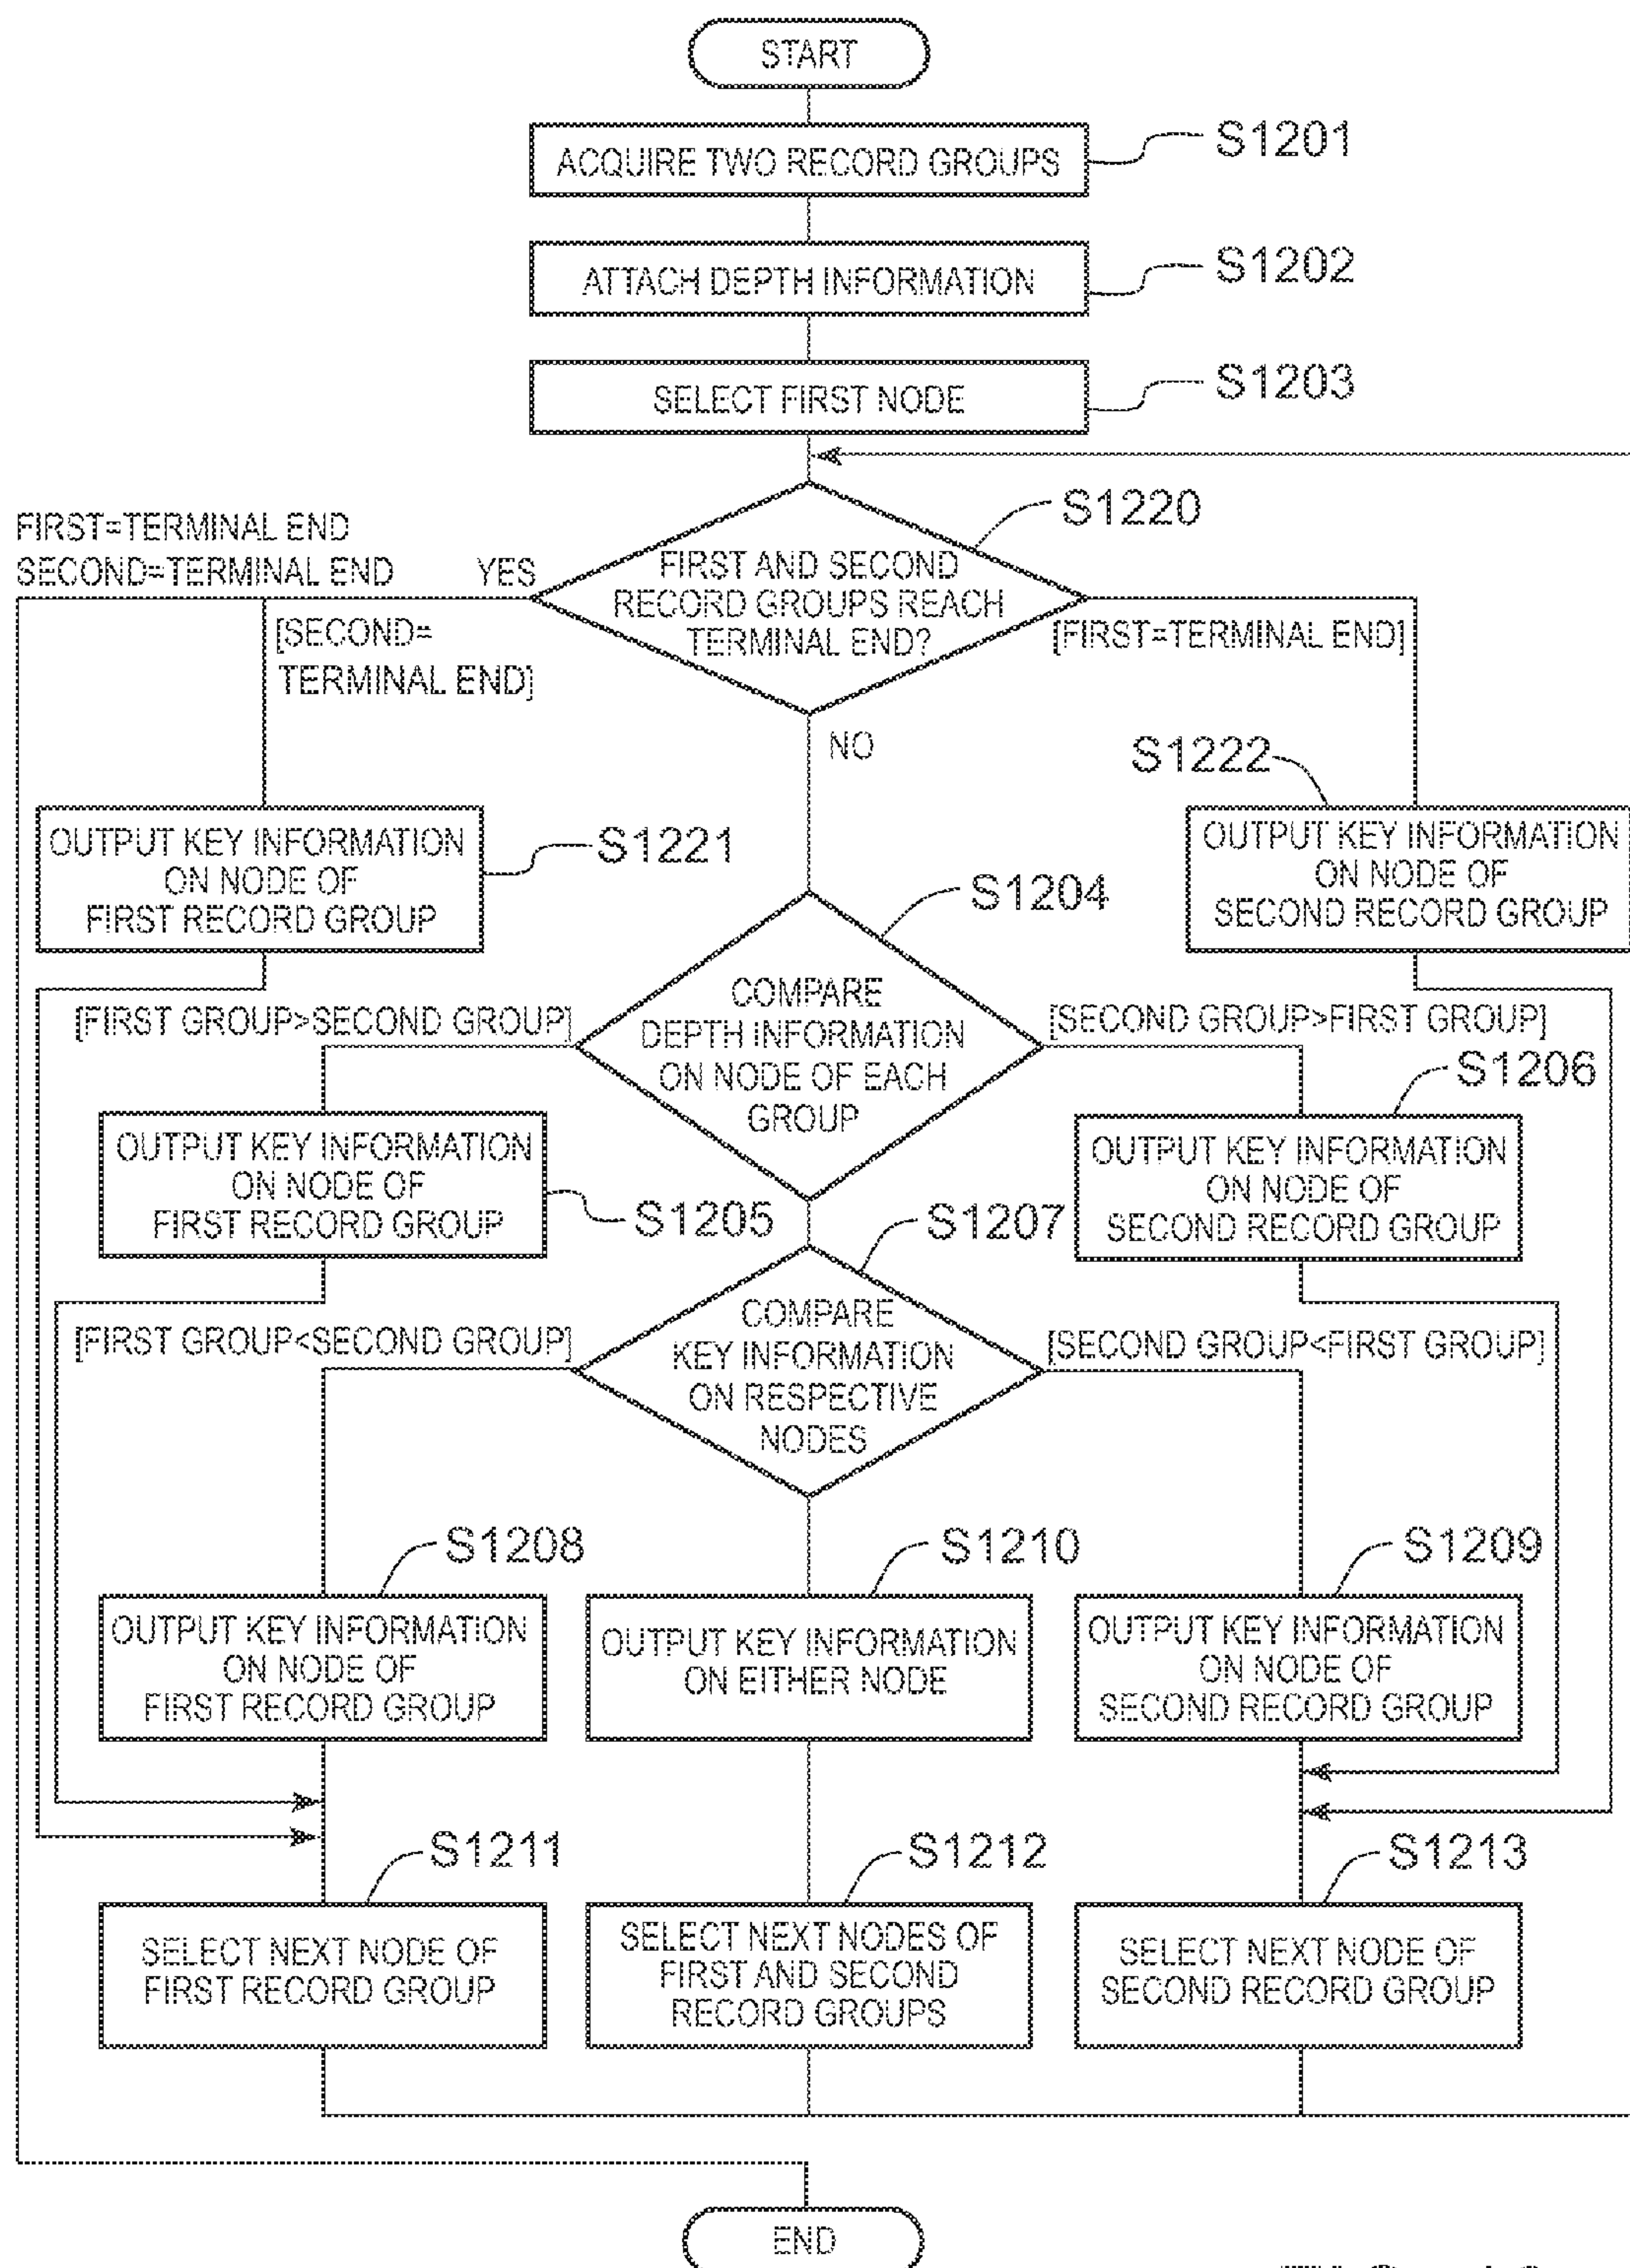 START
ACQUIRE TWO RECORD GROUPS
S1201
ATTACH DEPTH INFORMATION
S1202
SELECT FIRST NODE
S1203
FIRST AND SECOND
RECORD GROUPS REACH
TERMINAL END?
S1220
FIRST=TERMINAL END
SECOND=TERMINAL END
YES
[SECOND=
TERMINAL END]
[FIRST=TERMINAL END]
NO
OUTPUT KEY INFORMATION
ON NODE OF
FIRST RECORD GROUP
S1221
S1222
OUTPUT KEY INFORMATION
ON NODE OF
SECOND RECORD GROUP
S1204
COMPARE
DEPTH INFORMATION
ON NODE OF EACH
GROUP
[FIRST GROUP>SECOND GROUP]
[SECOND GROUP>FIRST GROUP]
OUTPUT KEY INFORMATION
ON NODE OF
FIRST RECORD GROUP
S1205
S1206
OUTPUT KEY INFORMATION
ON NODE OF
SECOND RECORD GROUP
S1207
COMPARE
KEY INFORMATION
ON RESPECTIVE
NODES
[FIRST GROUP<SECOND GROUP]
[SECOND GROUP<FIRST GROUP]
S1208
OUTPUT KEY INFORMATION
ON NODE OF
FIRST RECORD GROUP
S1210
OUTPUT KEY INFORMATION
ON EITHER NODE
S1209
OUTPUT KEY INFORMATION
ON NODE OF
SECOND RECORD GROUP
S1211
SELECT NEXT NODE OF
FIRST RECORD GROUP
S1212
SELECT NEXT NODES OF
FIRST AND SECOND
RECORD GROUPS
S1213
SELECT NEXT NODE OF
SECOND RECORD GROUP
END